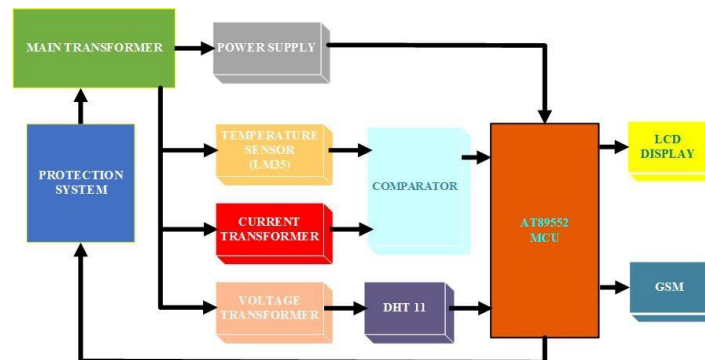 MAIN TRANSFORMER
POWER SUPPLY
PROTECTION
SYSTEM
TEMPERATURE
SENSOR
(LM35)
COMPARATOR
CURRENT
TRANSFORMER
VOLTAGE
TRANSFORMER
DHT 11
AT89552
MCU
LCD
DISPLAY
GSM